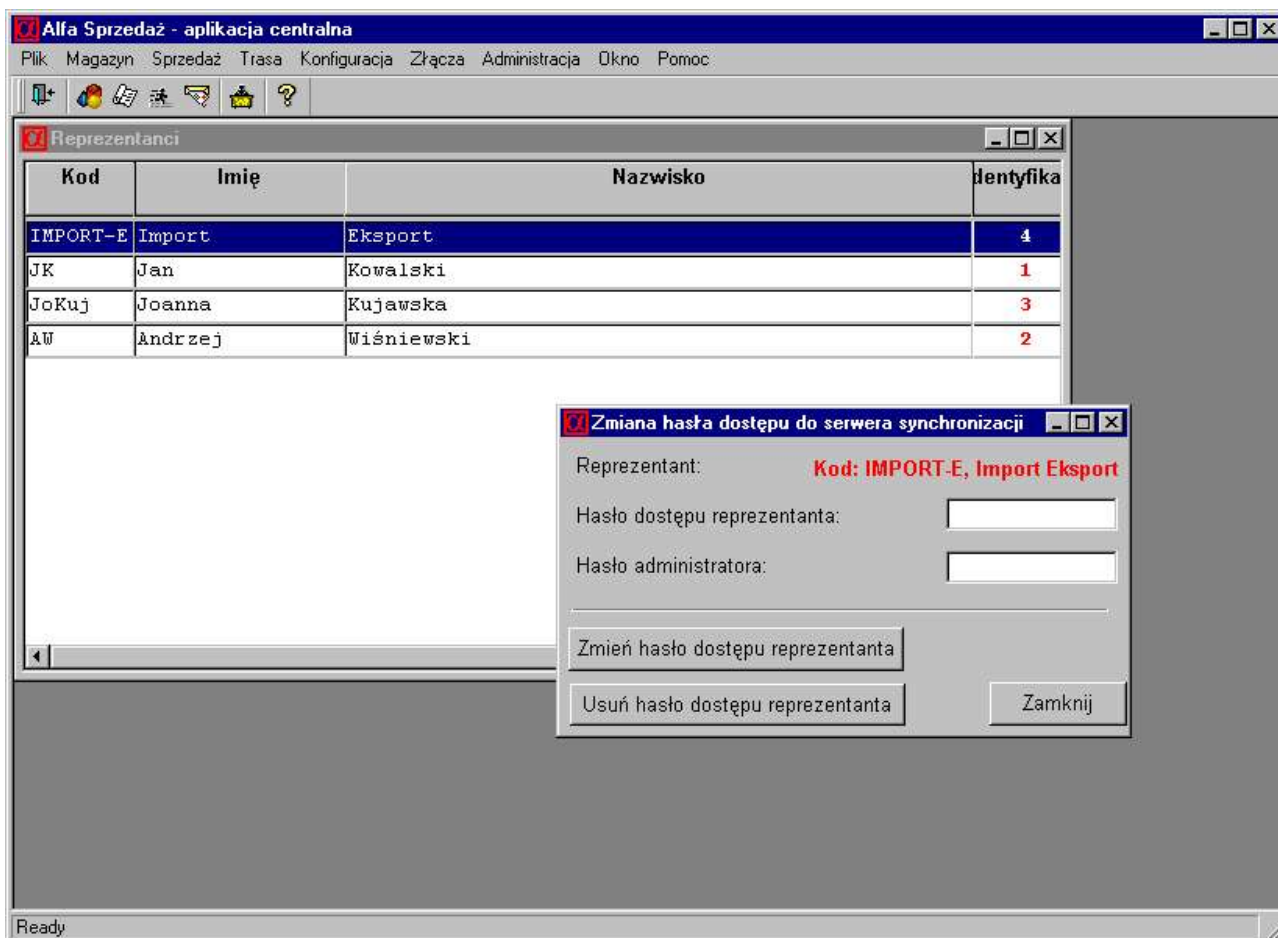 Alfa Sprzedaż - aplikacja centralna
Plik Magazyn Sprzedaż Trasa Konfiguracja Złącza Administracja Okno Pomoc
Reprezentanci
Kod Imię Nazwisko dentyfika
IMPORT-E Import Eksport 4
JK Jan Kowalski 1
JoKuj Joanna Kujawska 3
AW Andrzej Wiśniewski 2
Zmiana hasła dostępu do serwera synchronizacji
Reprezentant: Kod: IMPORT-E, Import Eksport
Hasło dostępu reprezentanta:
Hasło administratora:
Zmień hasło dostępu reprezentanta
Usuń hasło dostępu reprezentanta Zamknij
Ready